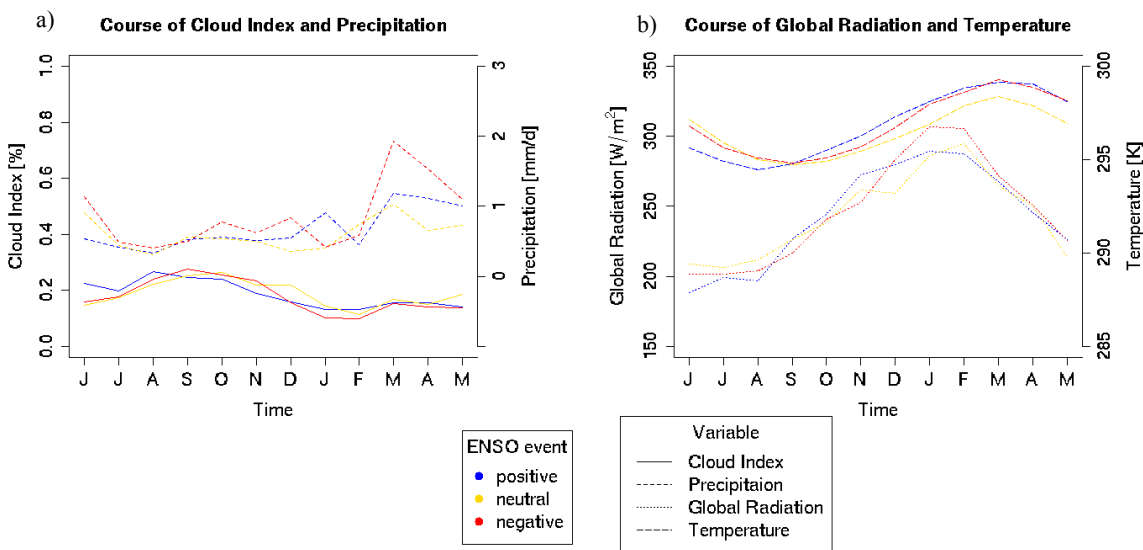 a)
Course of Cloud Index and Precipitation
Cloud Index [%]
0.0 0.2 0.4 0.6 0.8 1.0
Precipitation [mm/d]
0 1 2 3
J J A S O N D J F M A M
Time
b)
Course of Global Radiation and Temperature
Global Radiation [W/m²]
150 200 250 300 350
Temperature [K]
285 290 295 300
J J A S O N D J F M A M
Time
ENSO event
positive
neutral
negative
Variable
Cloud Index
Precipitaion
Global Radiation
Temperature